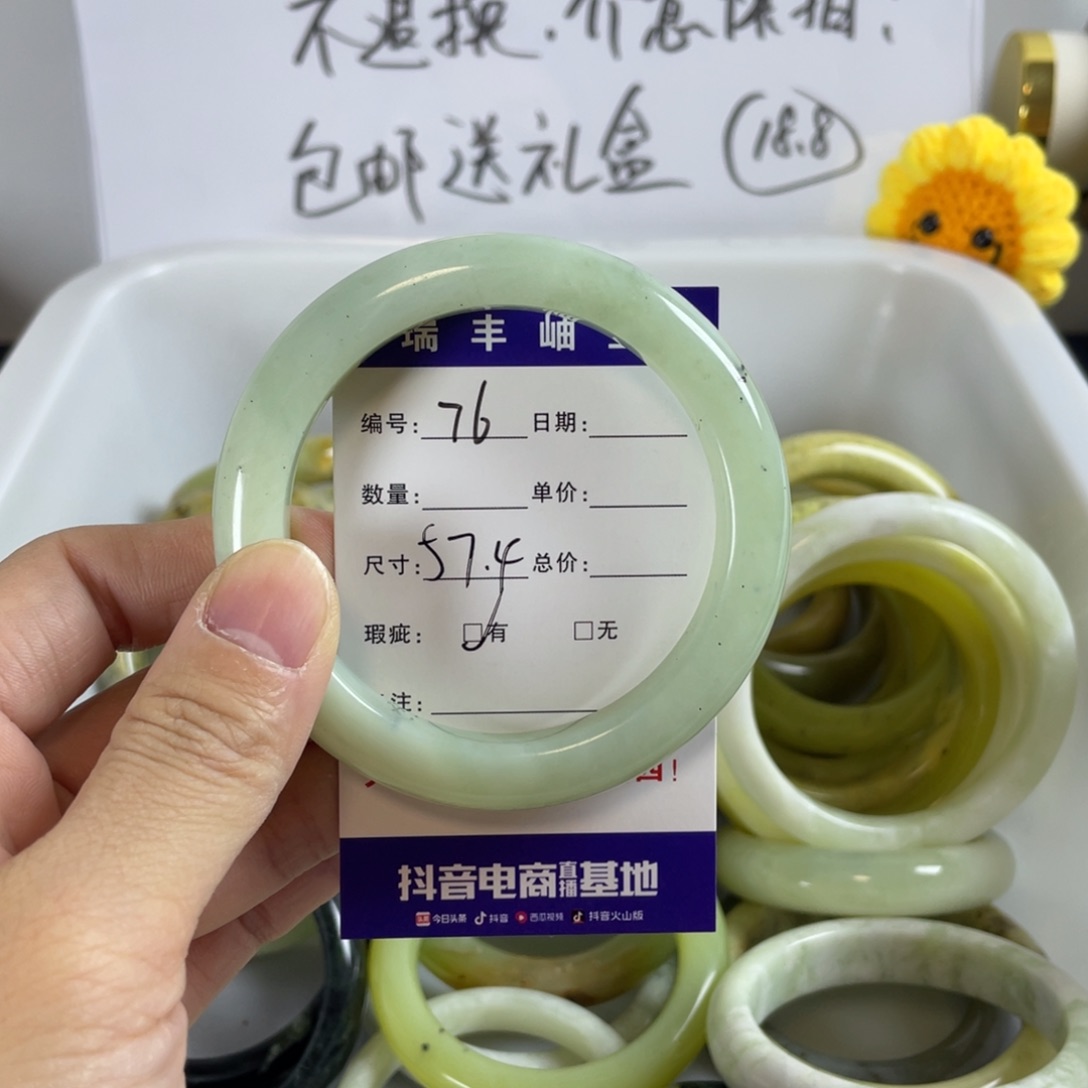 不退换.介意慎拍!
包邮送礼盒 (18.8)
瑞丰岫
编号: 76 日期:
数量: 单价:
尺寸: 57.4 总价:
瑕疵: □有 □无
注:
!
抖音电商直播基地
头条 今日头条 抖音 西瓜视频 抖音火山版